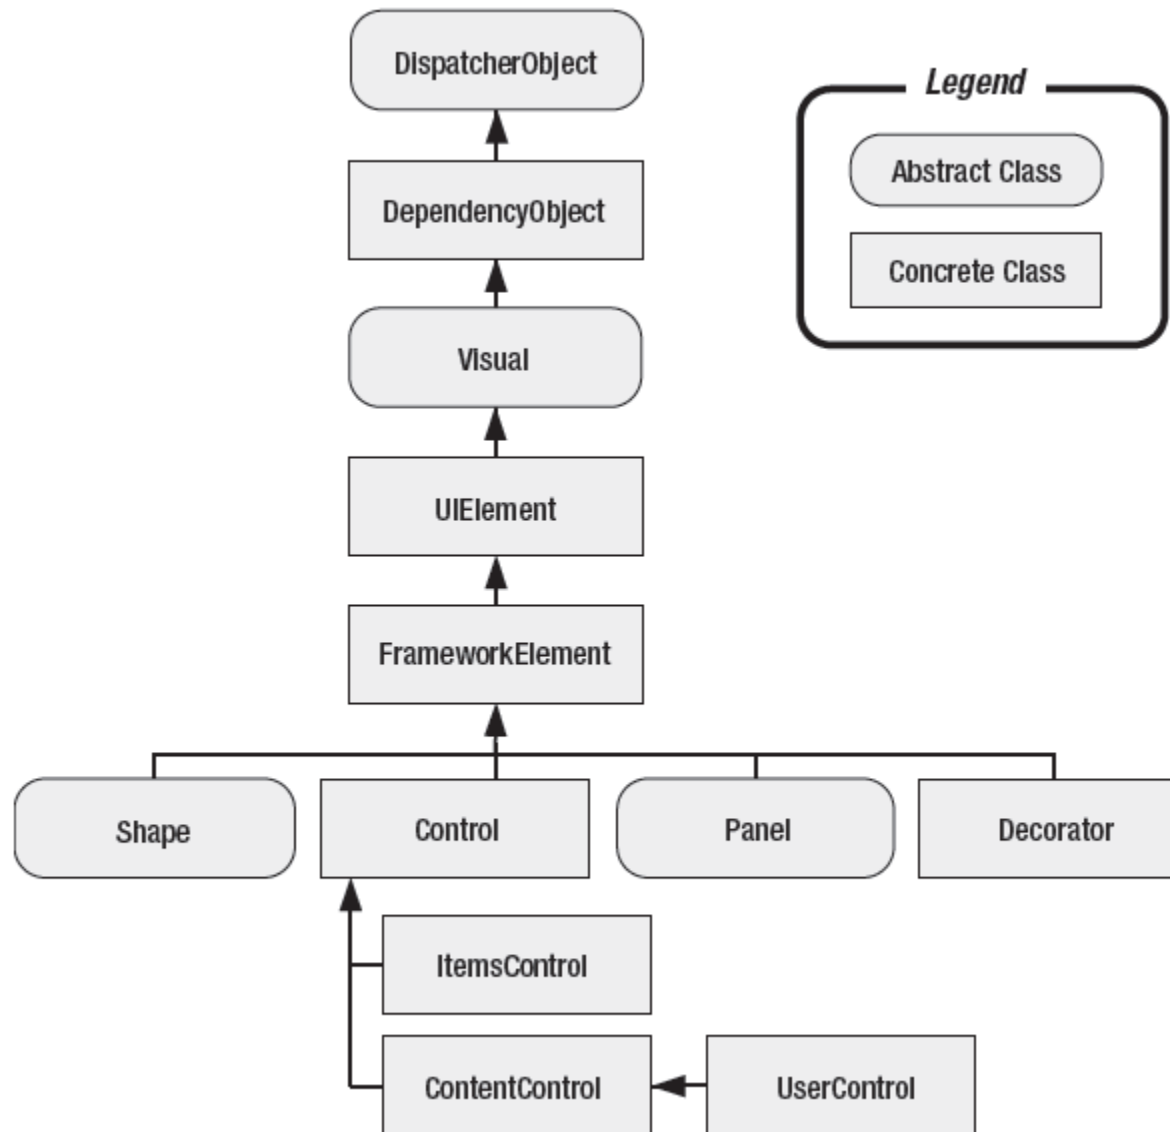 DispatcherObject
Legend
Abstract Class
DependencyObject
Concrete Class
Visual
UIElement
FrameworkElement
Shape
Control
Panel
Decorator
ItemsControl
ContentControl
UserControl